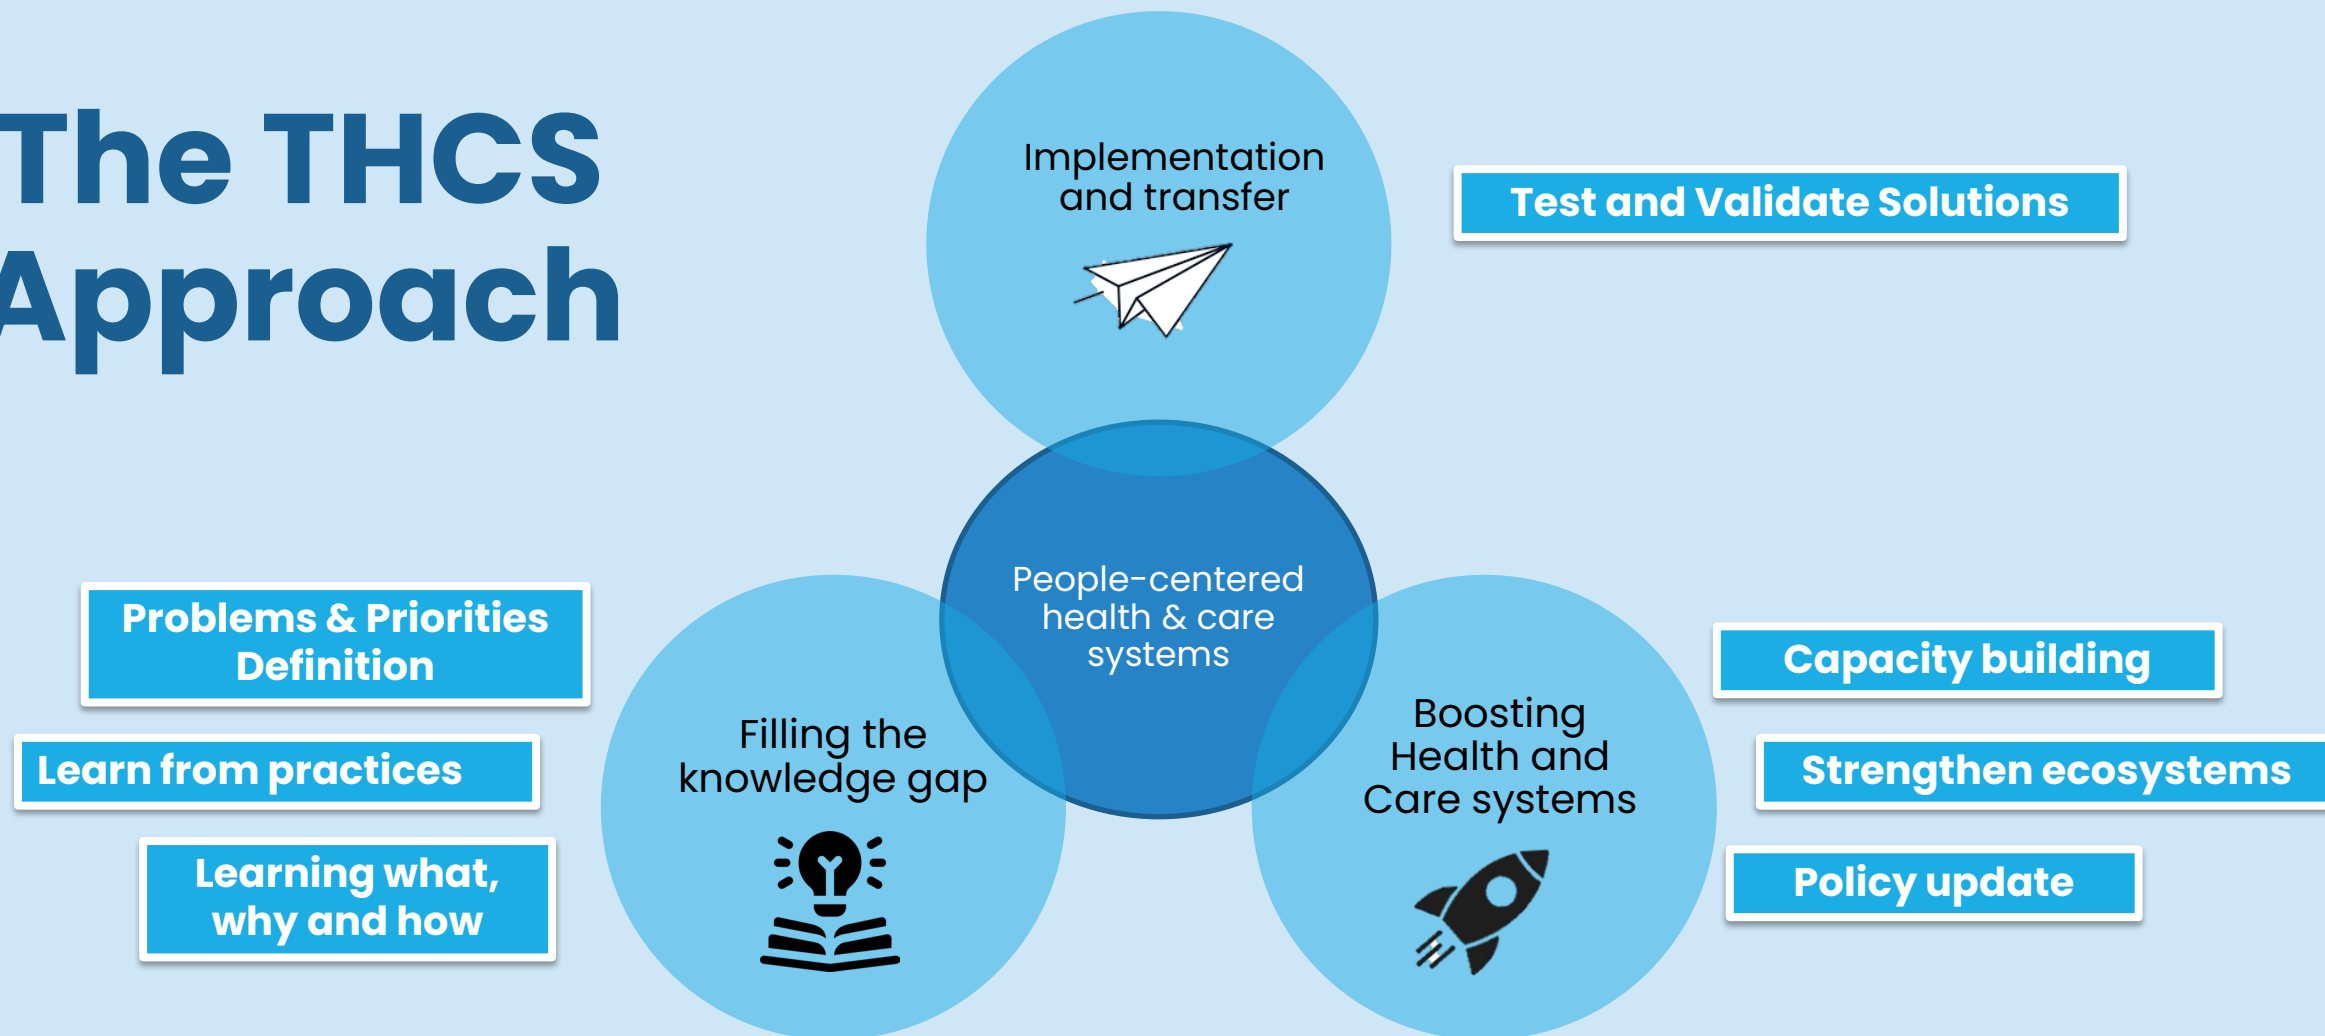 The THCS
Approach
Implementation
and transfer
Test and Validate Solutions
People-centered
health & care
systems
Problems & Priorities
Definition
Learn from practices
Learning what,
why and how
Filling the
knowledge gap
Boosting
Health and
Care systems
Capacity building
Strengthen ecosystems
Policy update